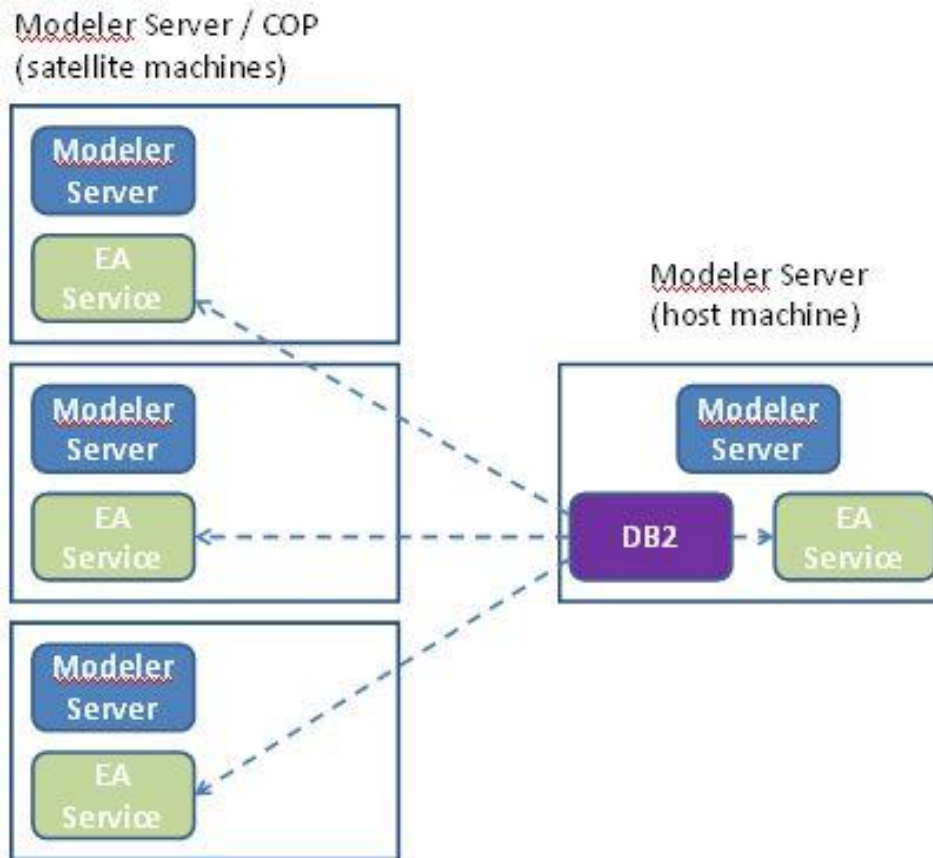 Modeler Server / COP
(satellite machines)
Modeler
Server
EA
Service
Modeler Server
(host machine)
Modeler
Server
EA
Service
Modeler
Server
DB2
EA
Service
Modeler
Server
EA
Service